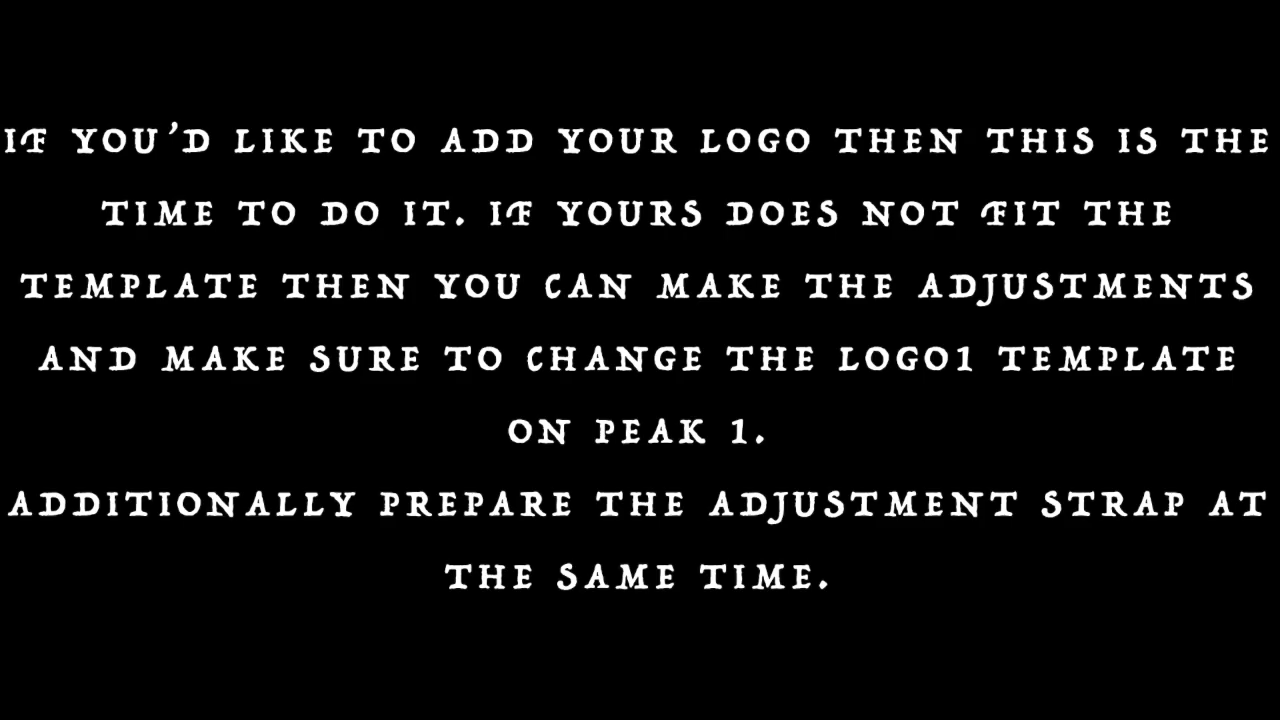 IF YOU'D LIKE TO ADD YOUR LOGO THEN THIS IS THE
TIME TO DO IT. IF YOURS DOES NOT FIT THE
TEMPLATE THEN YOU CAN MAKE THE ADJUSTMENTS
AND MAKE SURE TO CHANGE THE LOGO1 TEMPLATE
ON PEAK 1.
ADDITIONALLY PREPARE THE ADJUSTMENT STRAP AT
THE SAME TIME.